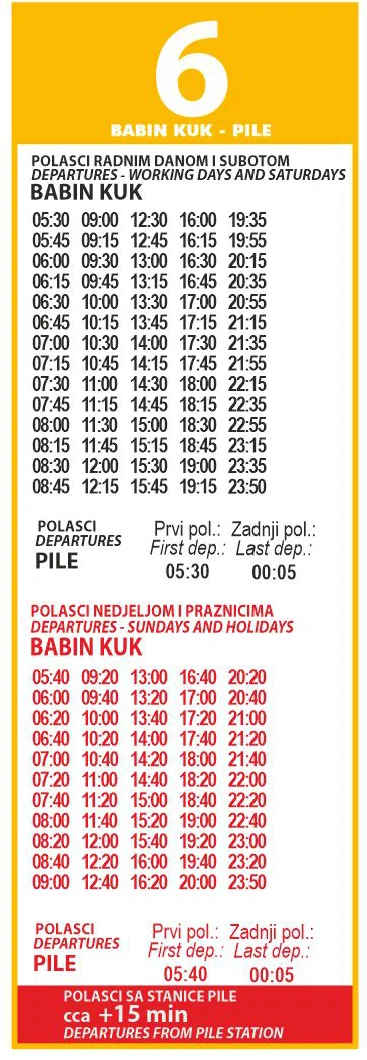 6
BABIN KUK - PILE
POLASCI RADNIM DANOM I SUBOTOM
DEPARTURES - WORKING DAYS AND SATURDAYS
BABIN KUK
05:30 09:00 12:30 16:00 19:35
05:45 09:15 12:45 16:15 19:55
06:00 09:30 13:00 16:30 20:15
06:15 09:45 13:15 16:45 20:35
06:30 10:00 13:30 17:00 20:55
06:45 10:15 13:45 17:15 21:15
07:00 10:30 14:00 17:30 21:35
07:15 10:45 14:15 17:45 21:55
07:30 11:00 14:30 18:00 22:15
07:45 11:15 14:45 18:15 22:35
08:00 11:30 15:00 18:30 22:55
08:15 11:45 15:15 18:45 23:15
08:30 12:00 15:30 19:00 23:35
08:45 12:15 15:45 19:15 23:50
POLASCI
DEPARTURES
PILE
Prvi pol.: Zadnji pol.:
First dep.: Last dep.:
05:30 00:05
POLASCI NEDJELJOM I PRAZNICIMA
DEPARTURES - SUNDAYS AND HOLIDAYS
BABIN KUK
05:40 09:20 13:00 16:40 20:20
06:00 09:40 13:20 17:00 20:40
06:20 10:00 13:40 17:20 21:00
06:40 10:20 14:00 17:40 21:20
07:00 10:40 14:20 18:00 21:40
07:20 11:00 14:40 18:20 22:00
07:40 11:20 15:00 18:40 22:20
08:00 11:40 15:20 19:00 22:40
08:20 12:00 15:40 19:20 23:00
08:40 12:20 16:00 19:40 23:20
09:00 12:40 16:20 20:00 23:50
POLASCI
DEPARTURES
PILE
Prvi pol.: Zadnji pol.:
First dep.: Last dep.:
05:40 00:05
POLASCI SA STANICE PILE
cca +15 min
DEPARTURES FROM PILE STATION